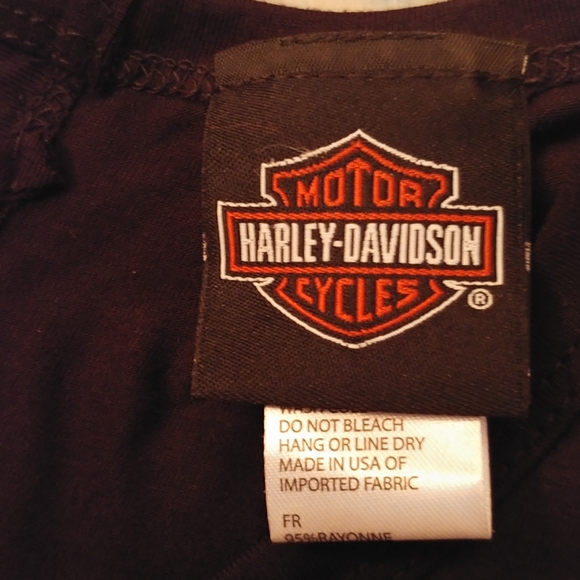 MOTOR
HARLEY-DAVIDSON
CYCLES
®
DO NOT BLEACH
HANG OR LINE DRY
MADE IN USA OF
IMPORTED FABRIC
FR
95% RAYONNE